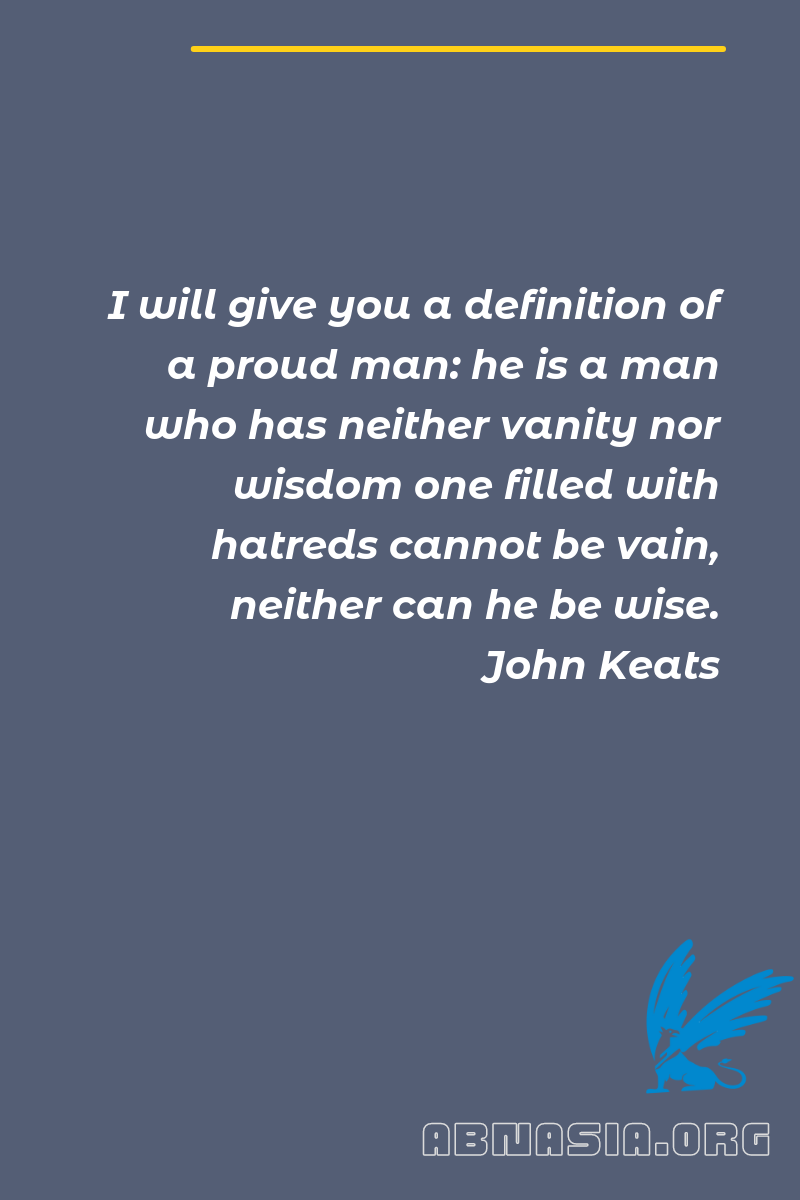 I will give you a definition of
a proud man: he is a man
who has neither vanity nor
wisdom one filled with
hatreds cannot be vain,
neither can he be wise.
John Keats
ABNASIA.ORG